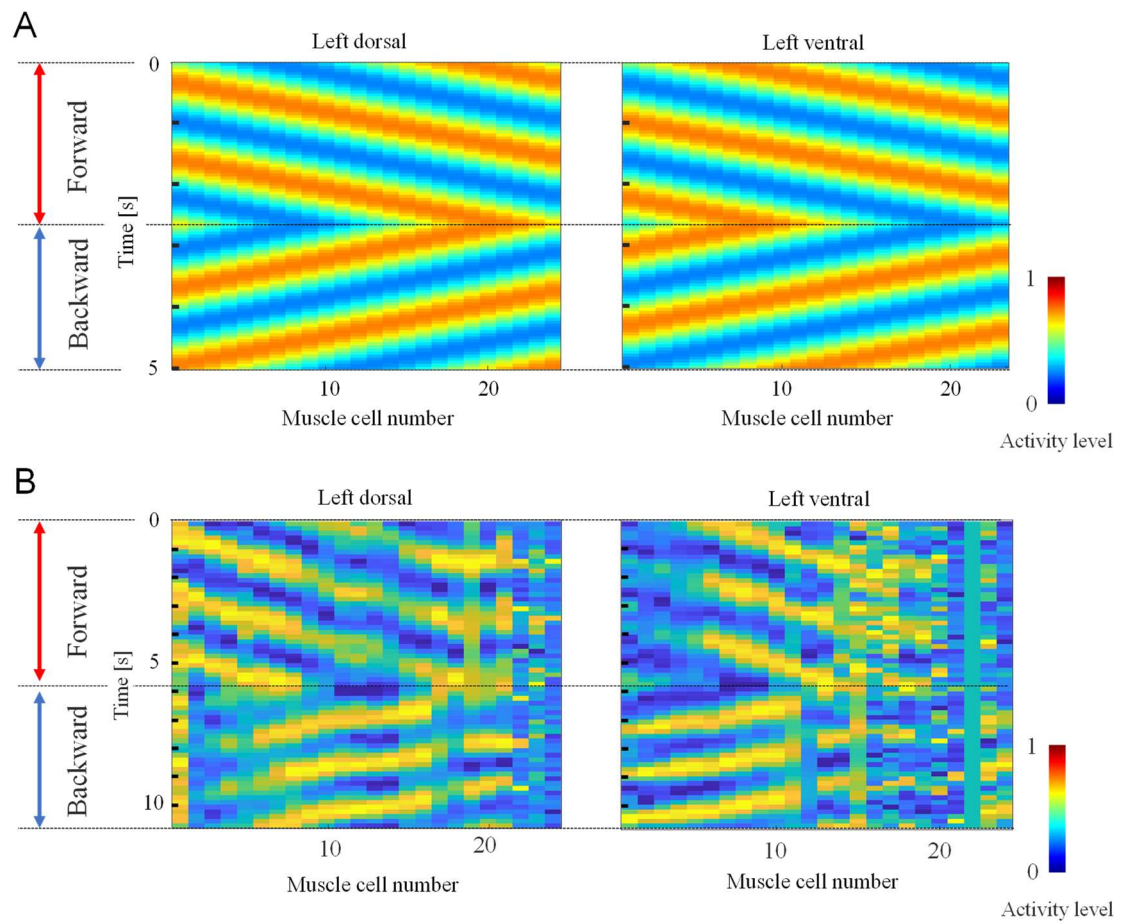 A
Left dorsal
Left ventral
0
Forward
Time [s]
Backward
5
10
20
10
20
Muscle cell number
Muscle cell number
1
0
Activity level
B
Left dorsal
Left ventral
0
Forward
5
Time [s]
Backward
10
10
20
10
20
Muscle cell number
Muscle cell number
1
0
Activity level